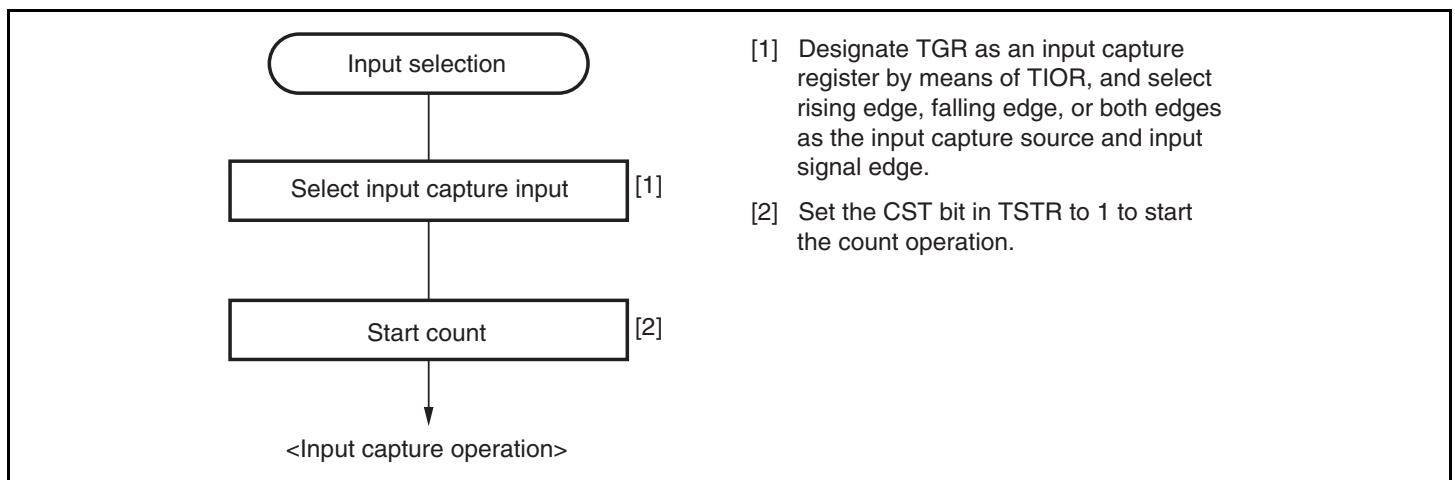 Input selection
Select input capture input
[1]
Start count
[2]
<Input capture operation>
[1] Designate TGR as an input capture
register by means of TIOR, and select
rising edge, falling edge, or both edges
as the input capture source and input
signal edge.
[2] Set the CST bit in TSTR to 1 to start
the count operation.